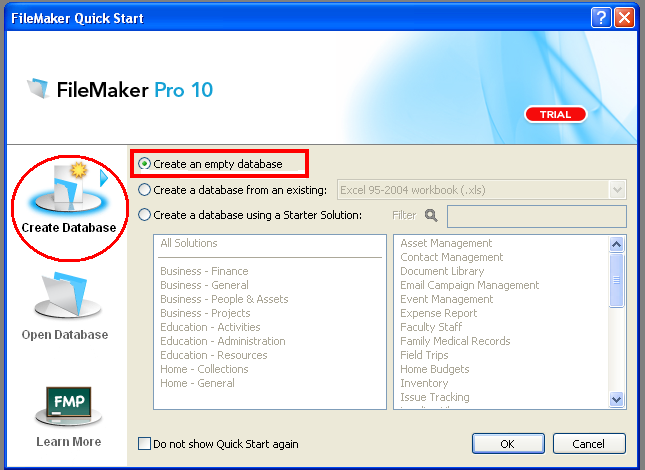 FileMaker Quick Start
FileMaker Pro 10
TRIAL
Create Database
Open Database
FMP
Learn More
Create an empty database
Create a database from an existing: Excel 95-2004 workbook (.xls)
Create a database using a Starter Solution: Filter
All Solutions
Business - Finance
Business - General
Business - People & Assets
Business - Projects
Education - Activities
Education - Administration
Education - Resources
Home - Collections
Home - General
Asset Management
Contact Management
Document Library
Email Campaign Management
Event Management
Expense Report
Faculty Staff
Family Medical Records
Field Trips
Home Budgets
Inventory
Issue Tracking
Do not show Quick Start again
OK
Cancel